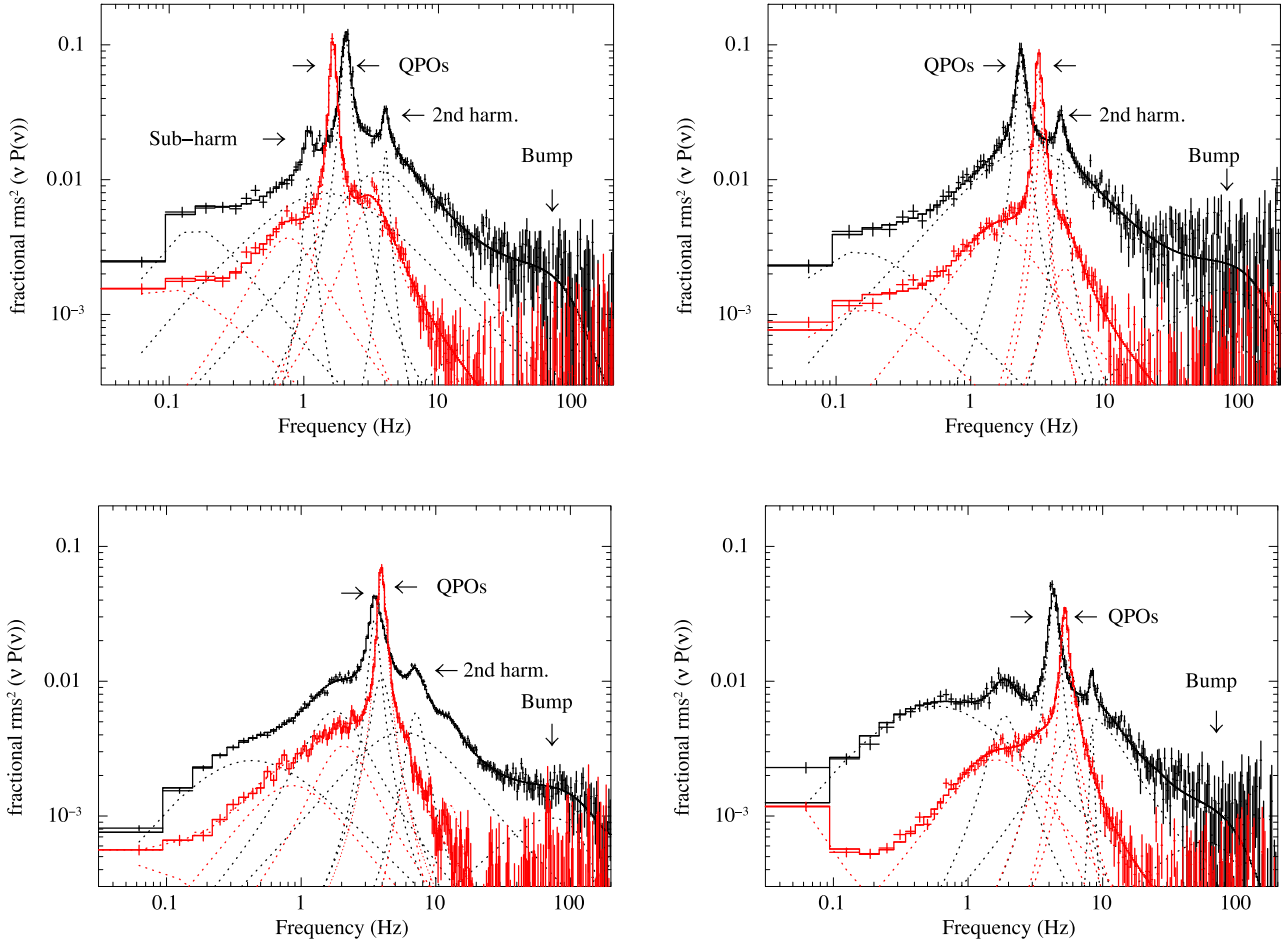 0.1
0.01
10⁻³
fractional rms² (ν P(ν))
Sub−harm → 
→ ← QPOs
← 2nd harm.
Bump
↓
0.1 1 10 100
Frequency (Hz)
0.1
0.01
10⁻³
fractional rms² (ν P(ν))
QPOs → ←
← 2nd harm.
Bump
↓
0.1 1 10 100
Frequency (Hz)
0.1
0.01
10⁻³
fractional rms² (ν P(ν))
→ ← QPOs
← 2nd harm.
Bump
↓
0.1 1 10 100
Frequency (Hz)
0.1
0.01
10⁻³
fractional rms² (ν P(ν))
→ ← QPOs
Bump
↓
0.1 1 10 100
Frequency (Hz)